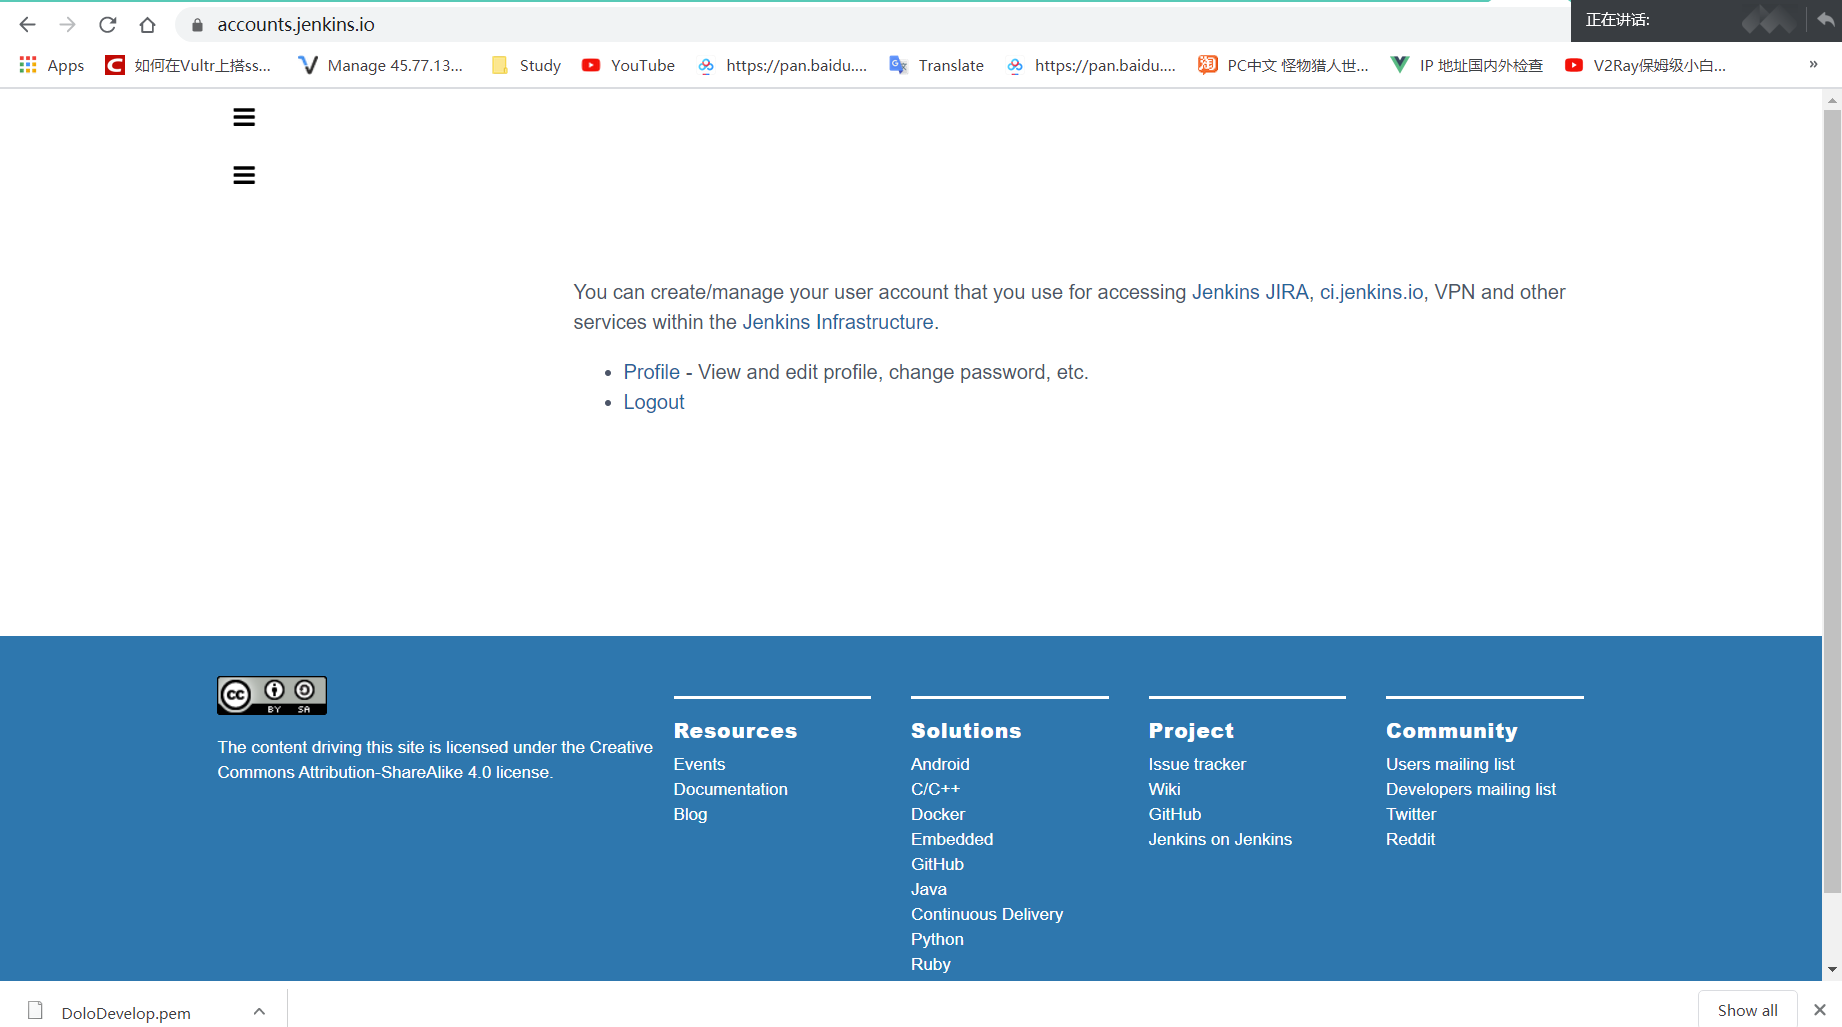 accounts.jenkins.io
正在讲话:
Apps
如何在Vultr上搭ss...
Manage 45.77.13...
Study
YouTube
https://pan.baidu....
Translate
https://pan.baidu....
淘
PC中文 怪物猎人世...
IP 地址国内外检查
V2Ray保姆级小白...
»
You can create/manage your user account that you use for accessing Jenkins JIRA, ci.jenkins.io, VPN and other
services within the Jenkins Infrastructure.
• Profile - View and edit profile, change password, etc.
• Logout
cc BY SA
The content driving this site is licensed under the Creative
Commons Attribution-ShareAlike 4.0 license.
Resources
Events
Documentation
Blog
Solutions
Android
C/C++
Docker
Embedded
GitHub
Java
Continuous Delivery
Python
Ruby
Project
Issue tracker
Wiki
GitHub
Jenkins on Jenkins
Community
Users mailing list
Developers mailing list
Twitter
Reddit
DoloDevelop.pem
Show all